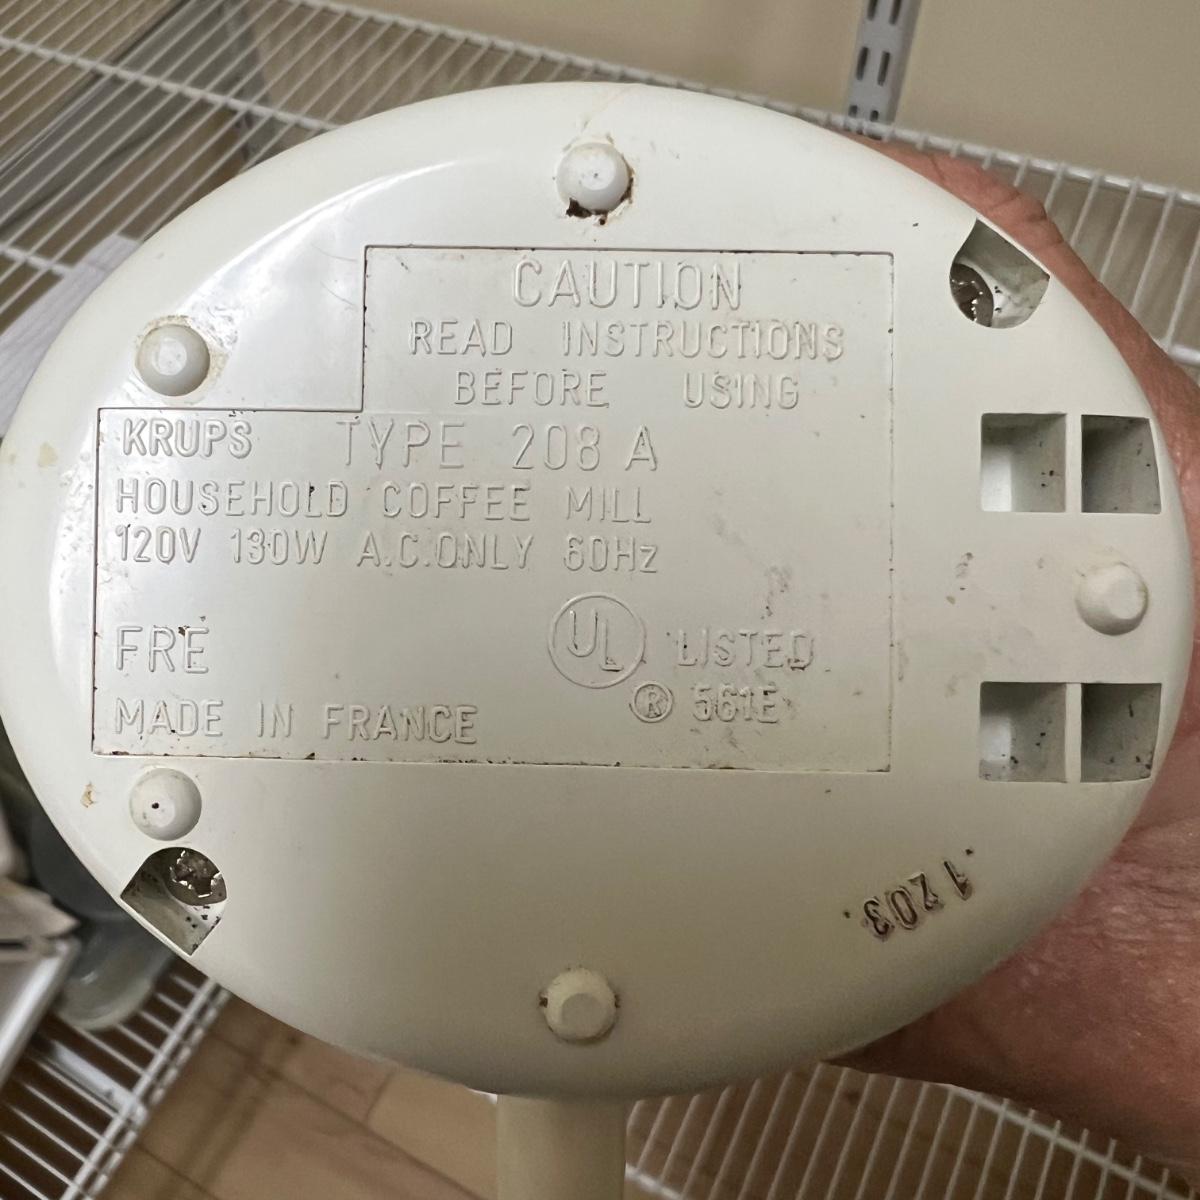 CAUTION
READ INSTRUCTIONS
BEFORE USING
KRUPS TYPE 208 A
HOUSEHOLD COFFEE MILL
120V 130W A.C.ONLY 60Hz
FRE
UL LISTED
® 561E
MADE IN FRANCE
1203